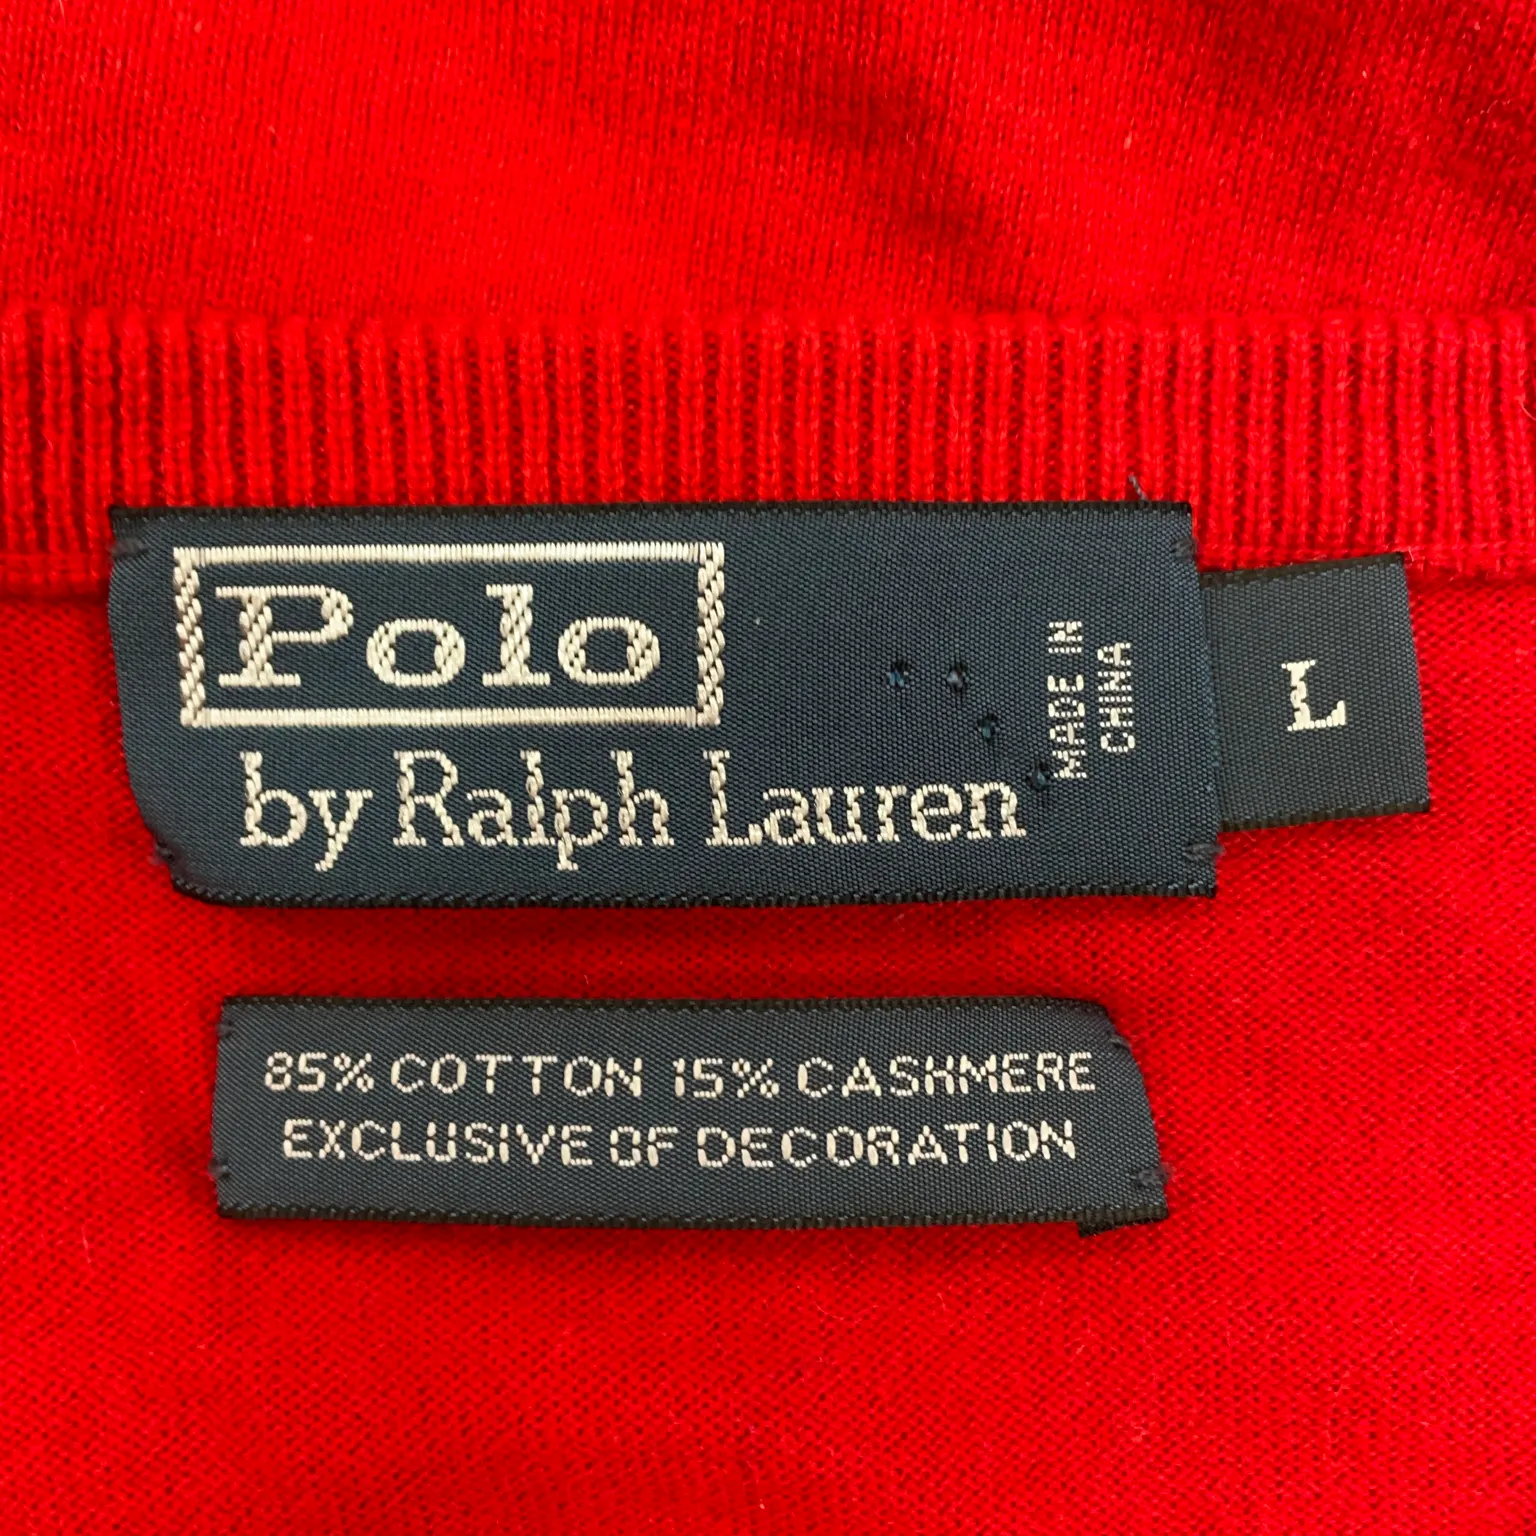 Polo
by Ralph Lauren
MADE IN
CHINA
L
85% COTTON 15% CASHMERE
EXCLUSIVE OF DECORATION